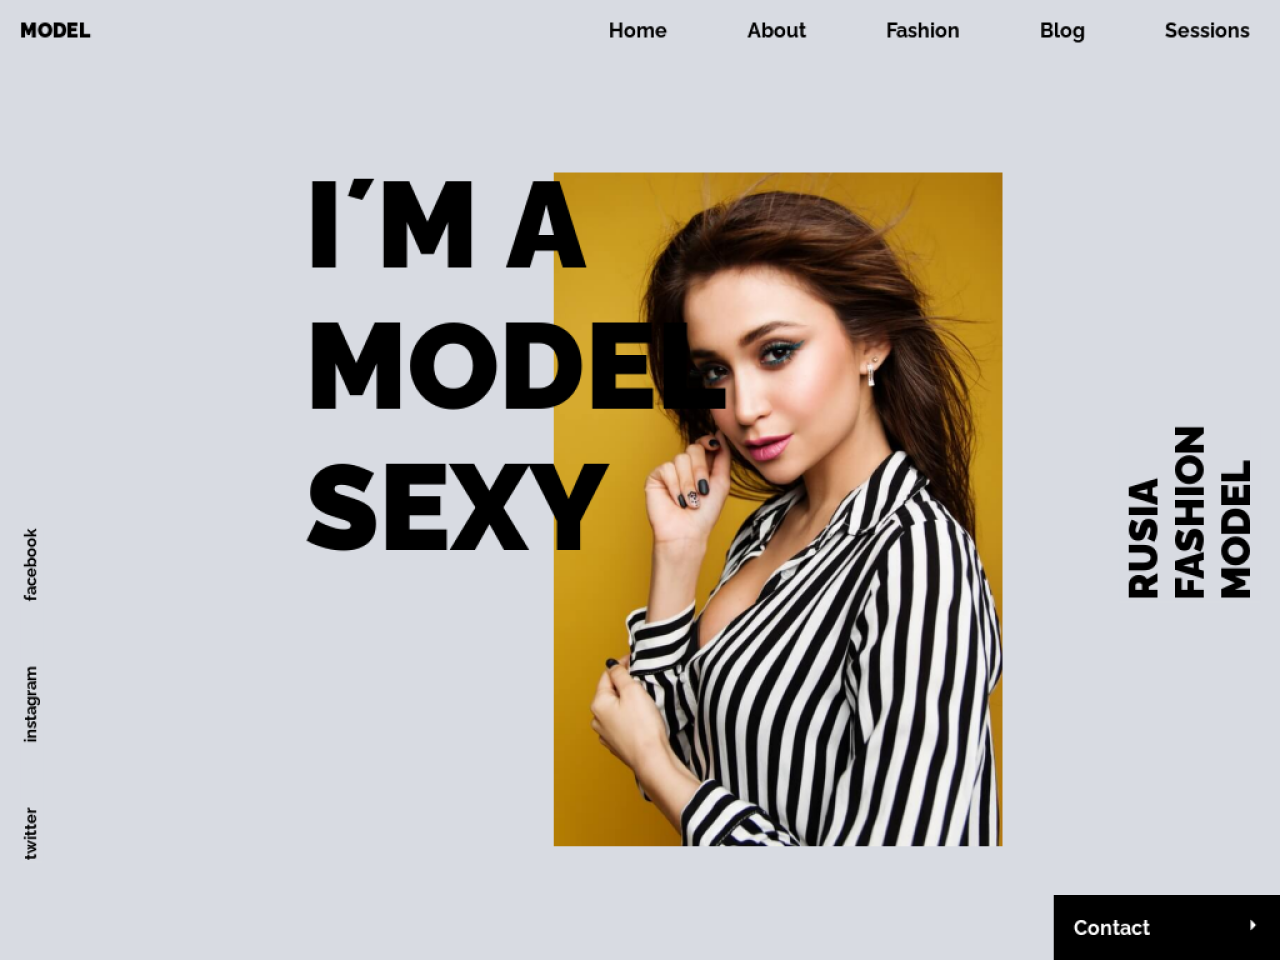 MODEL
Home
About
Fashion
Blog
Sessions
I´M A
MODEL
SEXY
facebook
instagram
twitter
RUSIA
FASHION
MODEL
Contact